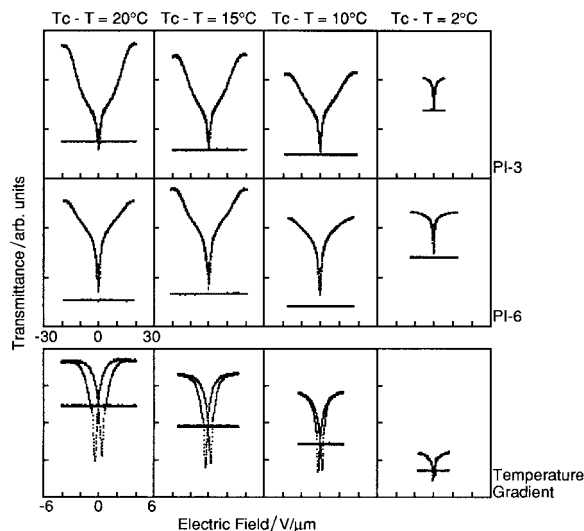 Tc - T = 20°C Tc - T = 15°C Tc - T = 10°C Tc - T = 2°C
PI-3
Transmittance/arb. units
PI-6
-30 0 30
Temperature
Gradient
-6 0 6
Electric Field/V/μm